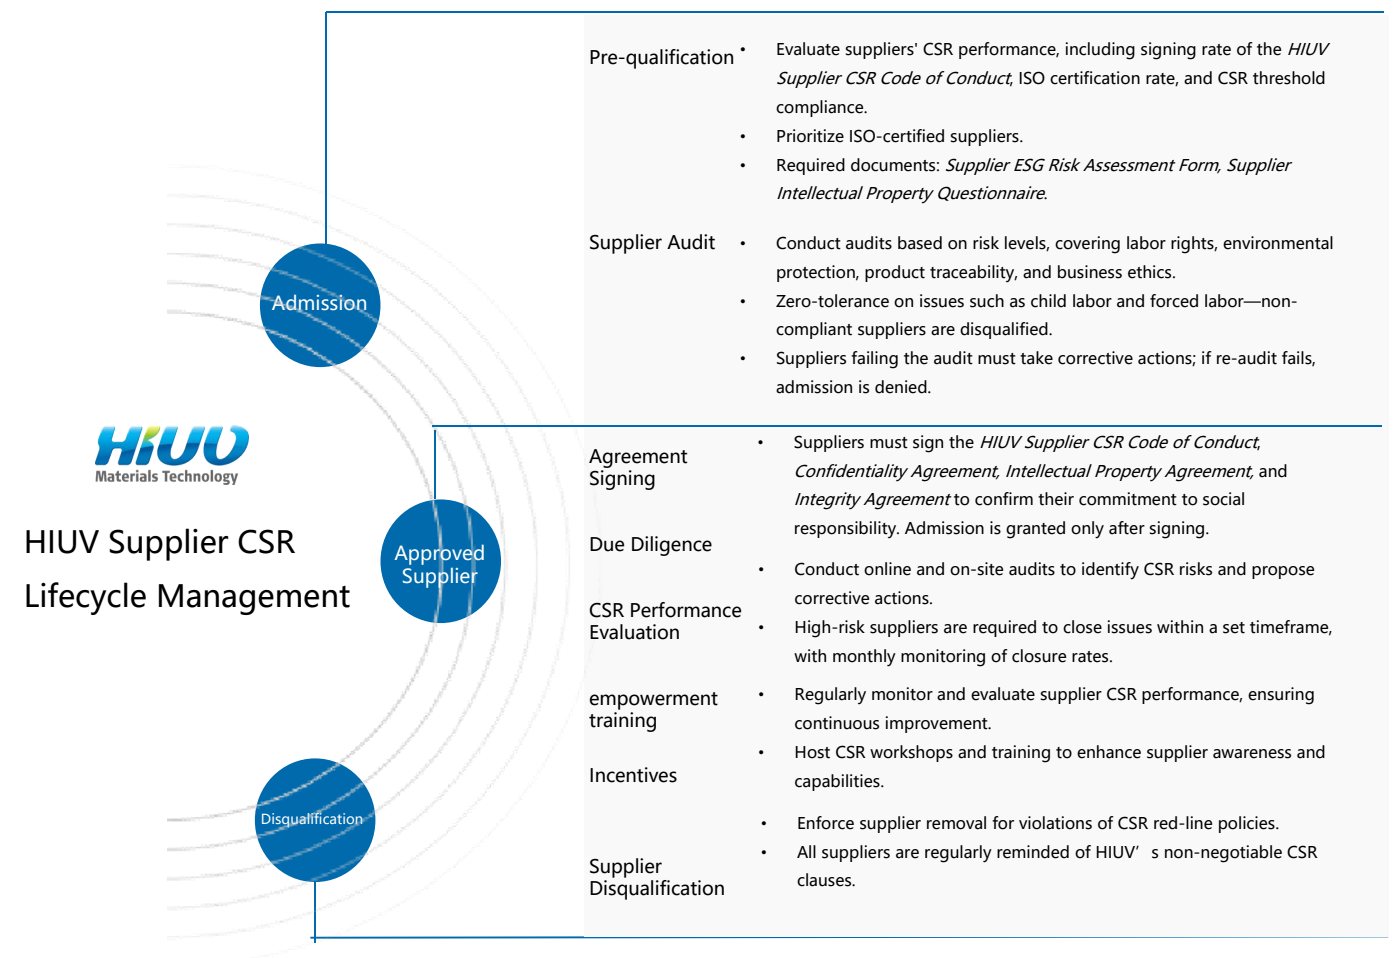 Pre-qualification
• Evaluate suppliers' CSR performance, including signing rate of the HIUV
Supplier CSR Code of Conduct, ISO certification rate, and CSR threshold
compliance.
• Prioritize ISO-certified suppliers.
• Required documents: Supplier ESG Risk Assessment Form, Supplier
Intellectual Property Questionnaire.
Supplier Audit
• Conduct audits based on risk levels, covering labor rights, environmental
protection, product traceability, and business ethics.
• Zero-tolerance on issues such as child labor and forced labor—non-
compliant suppliers are disqualified.
• Suppliers failing the audit must take corrective actions; if re-audit fails,
admission is denied.
Admission
HIUV
Materials Technology
HIUV Supplier CSR
Lifecycle Management
Approved
Supplier
Disqualification
Agreement
Signing
• Suppliers must sign the HIUV Supplier CSR Code of Conduct,
Confidentiality Agreement, Intellectual Property Agreement, and
Integrity Agreement to confirm their commitment to social
responsibility. Admission is granted only after signing.
Due Diligence
• Conduct online and on-site audits to identify CSR risks and propose
corrective actions.
CSR Performance
Evaluation
• High-risk suppliers are required to close issues within a set timeframe,
with monthly monitoring of closure rates.
empowerment
training
• Regularly monitor and evaluate supplier CSR performance, ensuring
continuous improvement.
Incentives
• Host CSR workshops and training to enhance supplier awareness and
capabilities.
Supplier
Disqualification
• Enforce supplier removal for violations of CSR red-line policies.
• All suppliers are regularly reminded of HIUV’ s non-negotiable CSR
clauses.